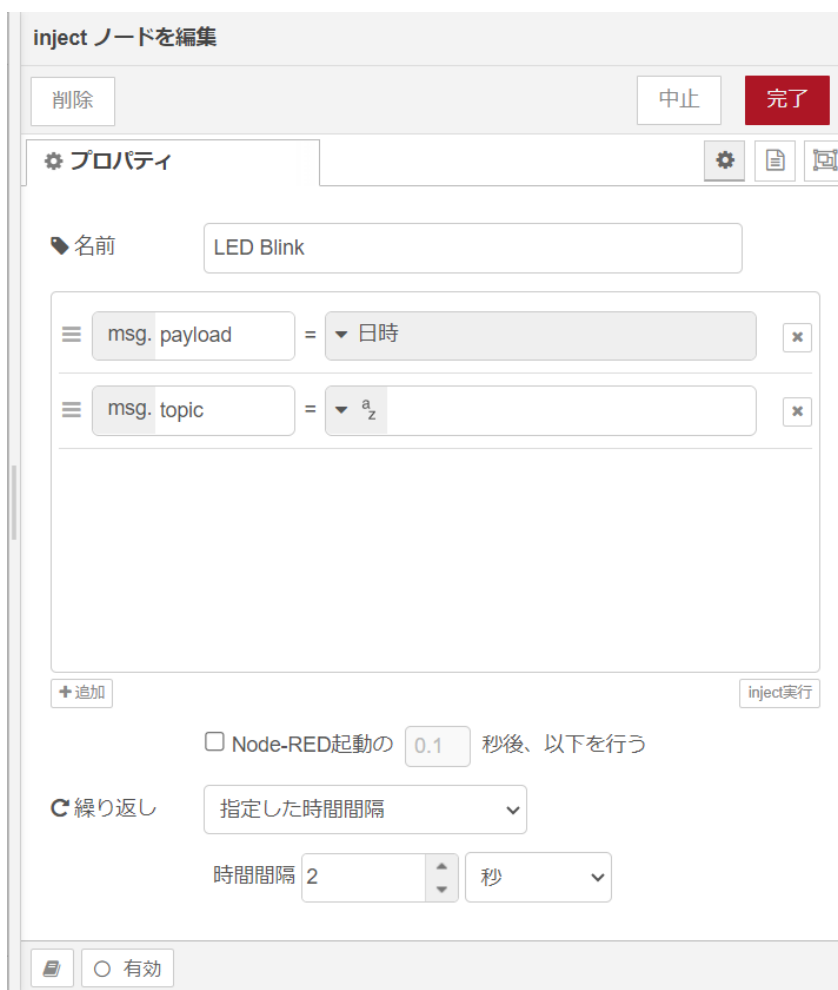 inject ノードを編集
削除 中止 完了
プロパティ
名前 LED Blink
msg. payload = 日時
msg. topic = az
追加 inject実行
Node-RED起動の 0.1 秒後、以下を行う
繰り返し 指定した時間間隔
時間間隔 2 秒
有効